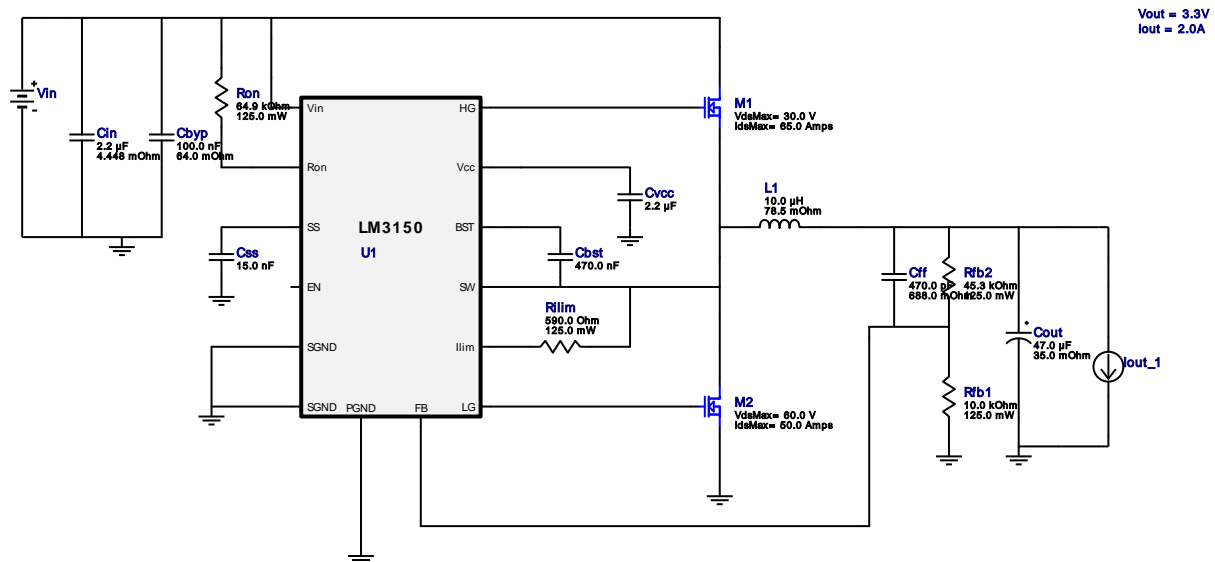 Vout = 3.3V
Iout = 2.0A
Vin
Cin
2.2 µF
4.448 mOhm
Cbyp
100.0 nF
64.0 mOhm
Ron
64.9 kOhm
125.0 mW
Vin
Ron
SS
EN
SGND
SGND
PGND
FB
LM3150
U1
HG
Vcc
BST
SW
Ilim
LG
Css
15.0 nF
Cvcc
2.2 µF
Cbst
470.0 nF
Rilim
590.0 Ohm
125.0 mW
M1
VdsMax= 30.0 V
IdsMax= 65.0 Amps
L1
10.0 µH
78.5 mOhm
M2
VdsMax= 60.0 V
IdsMax= 50.0 Amps
Cff
470.0 pF
688.0 mOhm
Rfb2
45.3 kOhm
125.0 mW
Rfb1
10.0 kOhm
125.0 mW
Cout
47.0 µF
35.0 mOhm
Iout_1